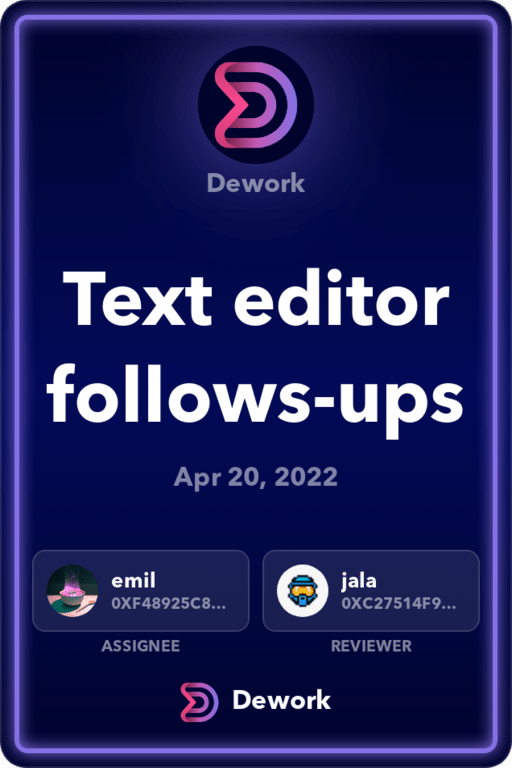 Dework
Text editor
follows-ups
Apr 20, 2022
emil
0XF48925C8...
ASSIGNEE
jala
0XC27514F9...
REVIEWER
Dework